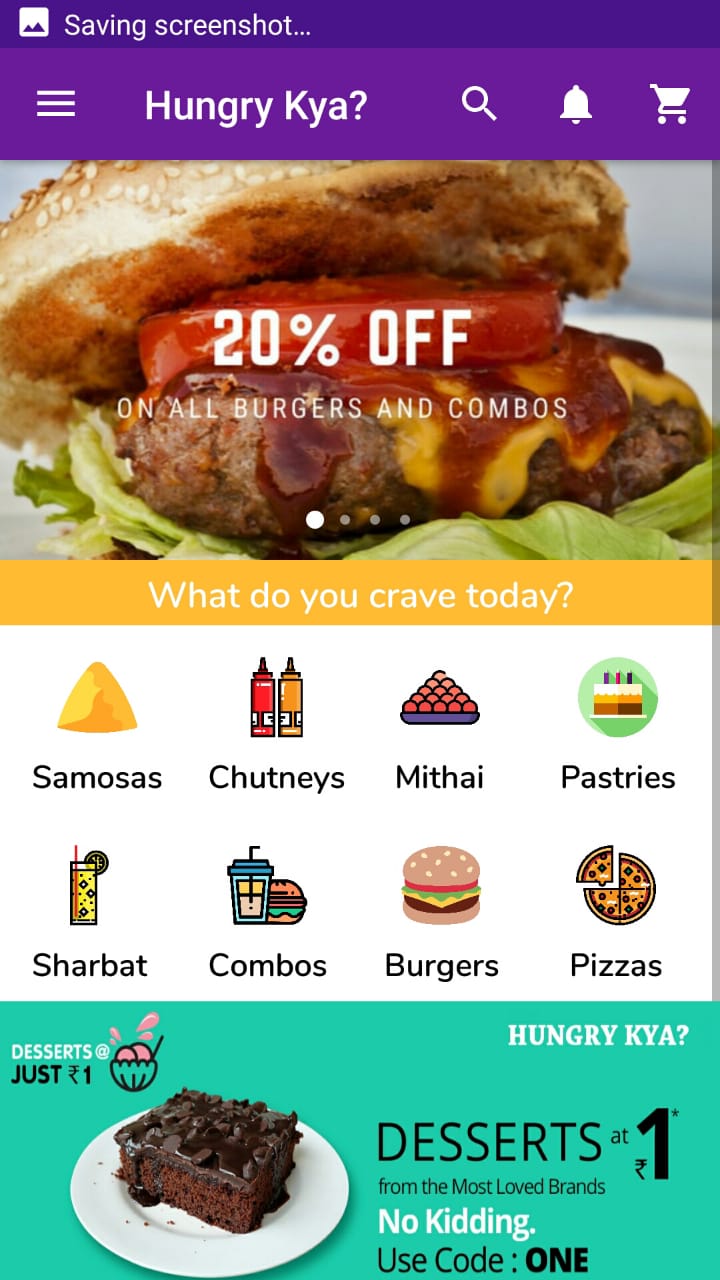 Saving screenshot...
Hungry Kya?
20% OFF
ON ALL BURGERS AND COMBOS
What do you crave today?
Samosas Chutneys Mithai Pastries
Sharbat Combos Burgers Pizzas
DESSERTS@
JUST ₹1
HUNGRY KYA?
DESSERTS at ₹1*
from the Most Loved Brands
No Kidding.
Use Code : ONE